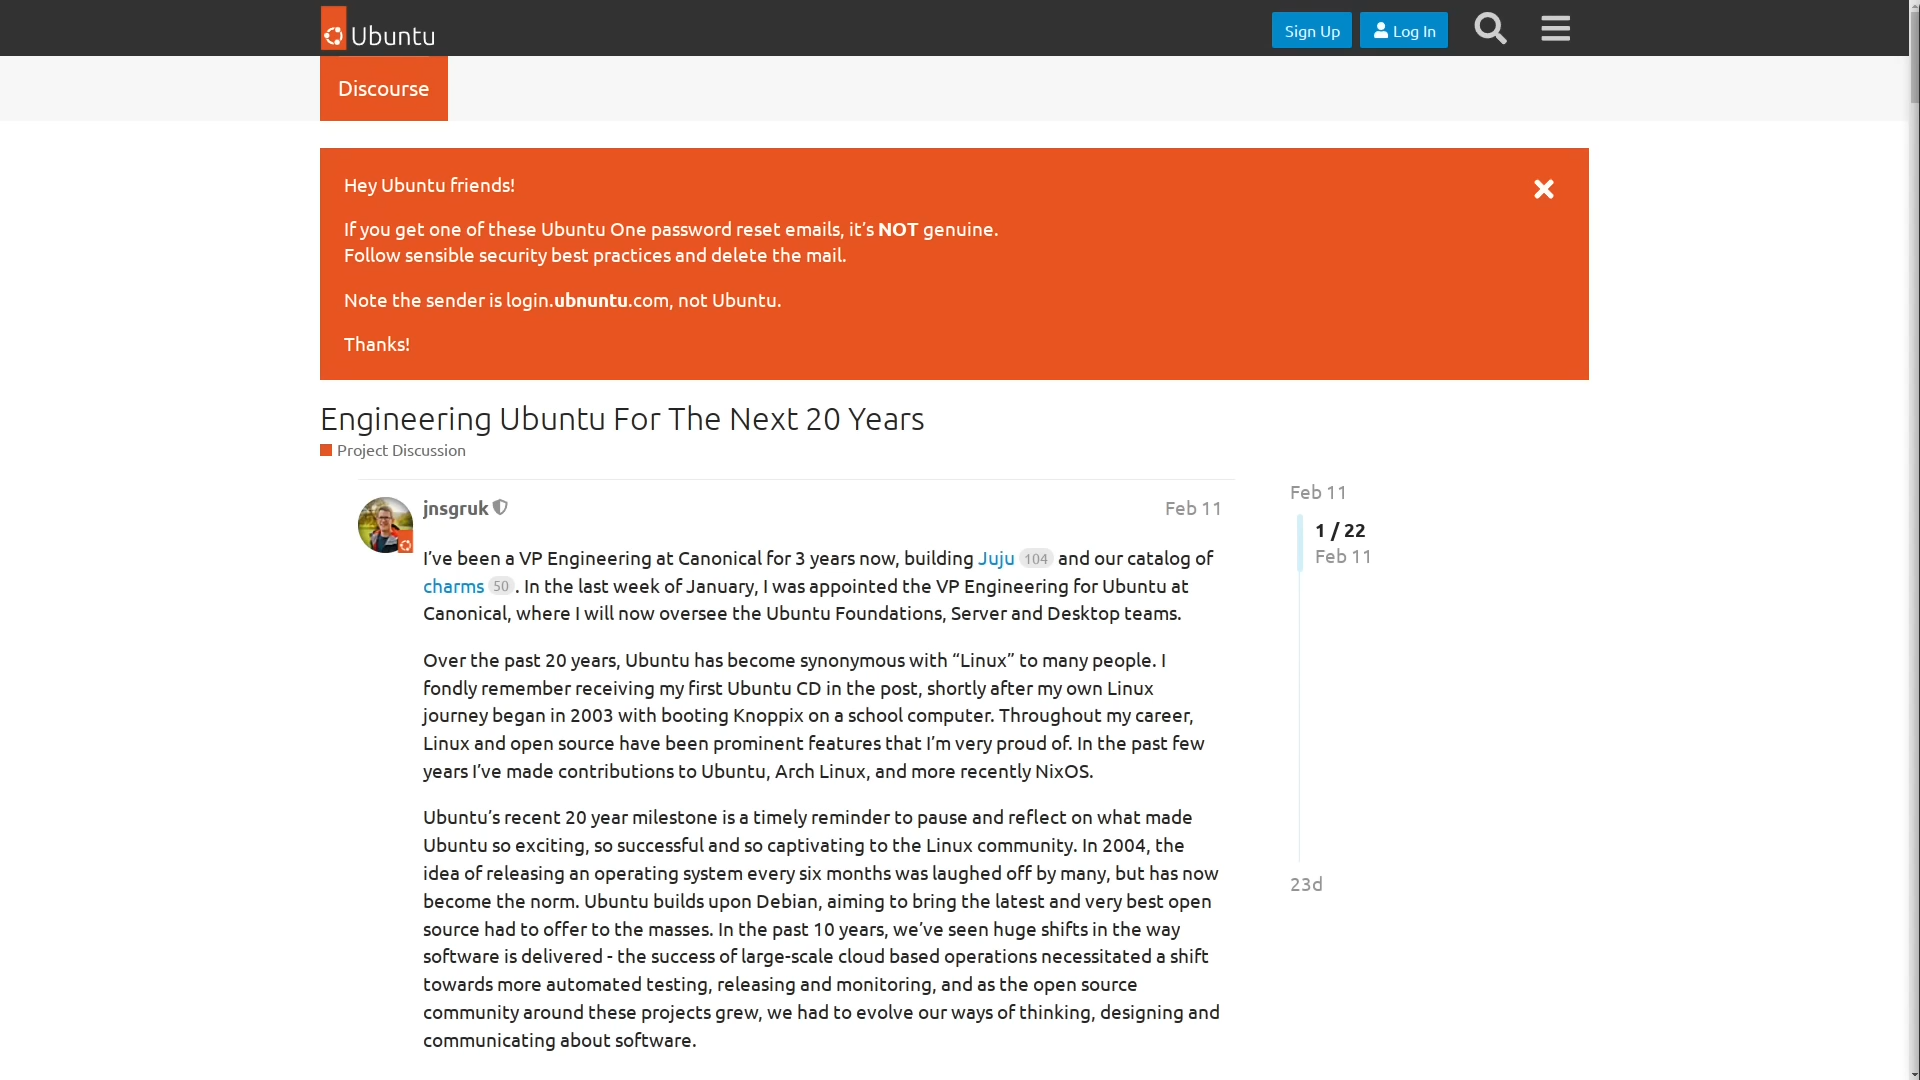 Ubuntu
Sign Up
Log In
Discourse
Hey Ubuntu friends!
If you get one of these Ubuntu One password reset emails, it’s NOT genuine.
Follow sensible security best practices and delete the mail.
Note the sender is login.ubnuntu.com, not Ubuntu.
Thanks!
Engineering Ubuntu For The Next 20 Years
Project Discussion
jnsgruk
Feb 11
I’ve been a VP Engineering at Canonical for 3 years now, building Juju 104 and our catalog of
charms 50. In the last week of January, I was appointed the VP Engineering for Ubuntu at
Canonical, where I will now oversee the Ubuntu Foundations, Server and Desktop teams.
Over the past 20 years, Ubuntu has become synonymous with “Linux” to many people. I
fondly remember receiving my first Ubuntu CD in the post, shortly after my own Linux
journey began in 2003 with booting Knoppix on a school computer. Throughout my career,
Linux and open source have been prominent features that I’m very proud of. In the past few
years I’ve made contributions to Ubuntu, Arch Linux, and more recently NixOS.
Ubuntu’s recent 20 year milestone is a timely reminder to pause and reflect on what made
Ubuntu so exciting, so successful and so captivating to the Linux community. In 2004, the
idea of releasing an operating system every six months was laughed off by many, but has now
become the norm. Ubuntu builds upon Debian, aiming to bring the latest and very best open
source had to offer to the masses. In the past 10 years, we’ve seen huge shifts in the way
software is delivered - the success of large-scale cloud based operations necessitated a shift
towards more automated testing, releasing and monitoring, and as the open source
community around these projects grew, we had to evolve our ways of thinking, designing and
communicating about software.
Feb 11
1 / 22
Feb 11
23d